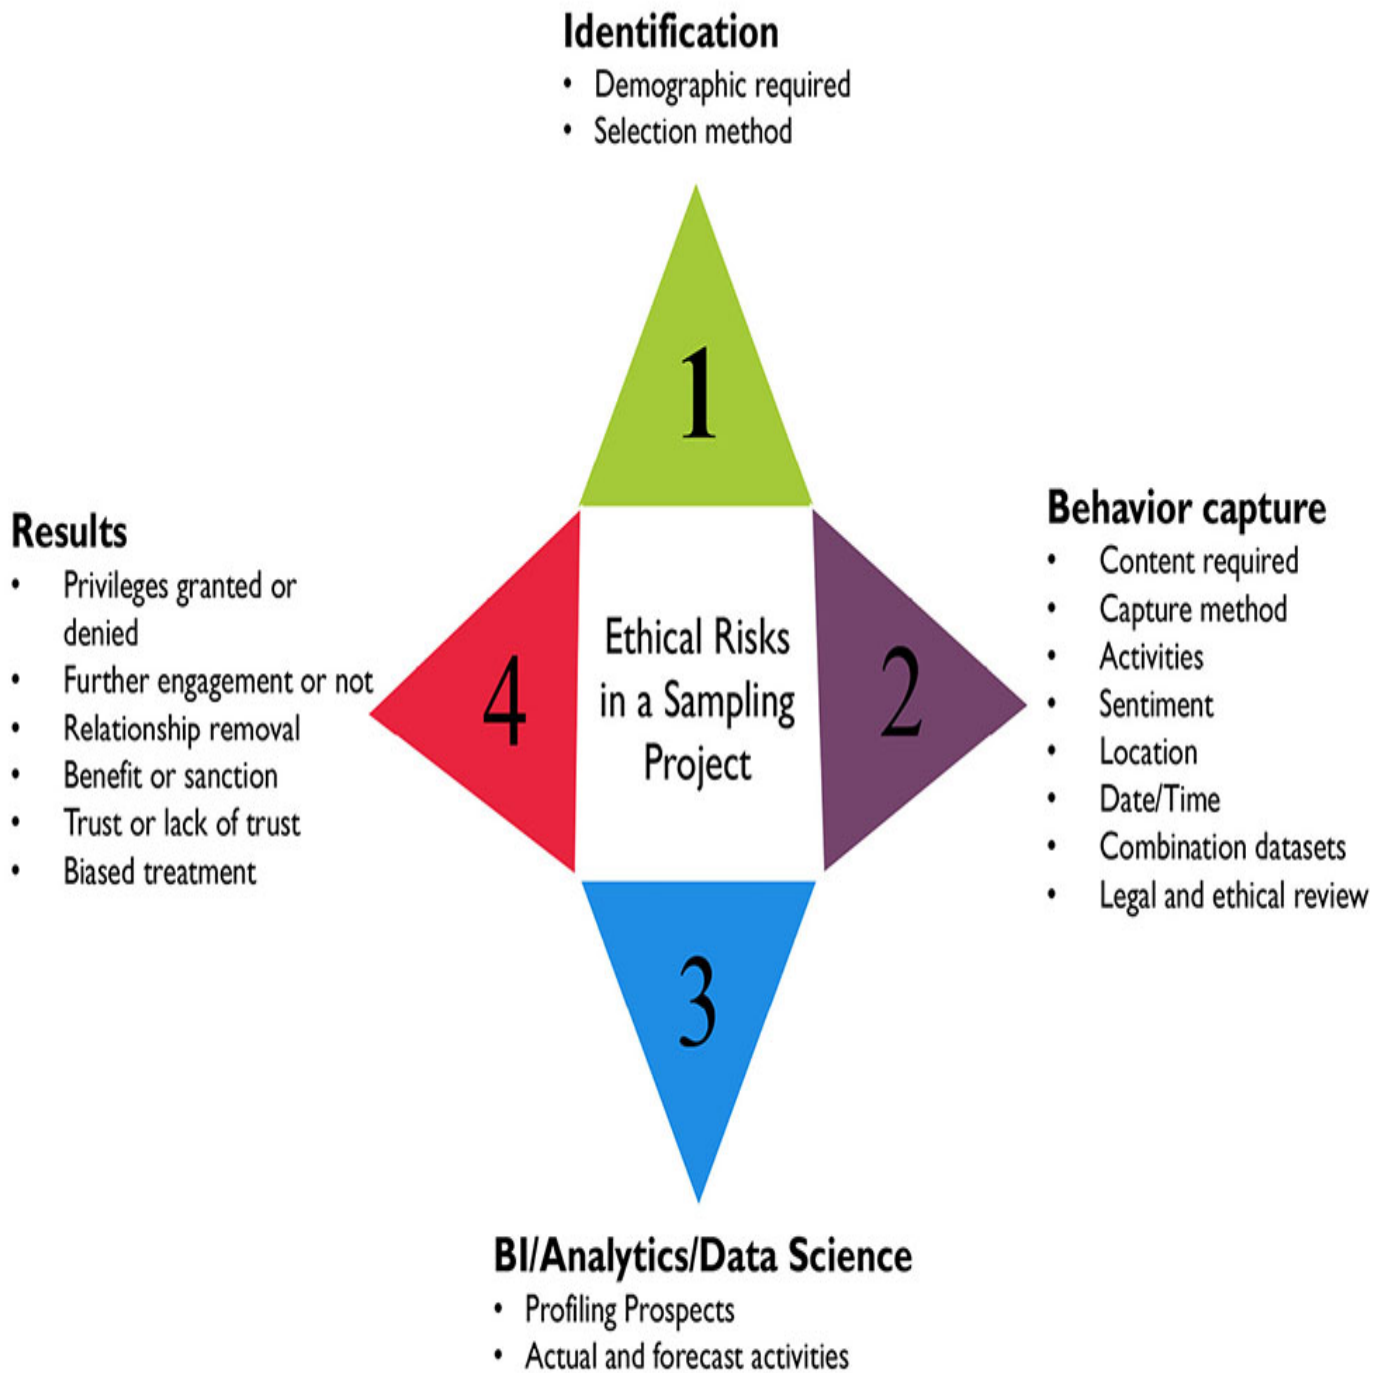 Identification
• Demographic required
• Selection method
1
Behavior capture
• Content required
• Capture method
• Activities
• Sentiment
• Location
• Date/Time
• Combination datasets
• Legal and ethical review
2
Ethical Risks
in a Sampling
Project
4
Results
• Privileges granted or
denied
• Further engagement or not
• Relationship removal
• Benefit or sanction
• Trust or lack of trust
• Biased treatment
3
BI/Analytics/Data Science
• Profiling Prospects
• Actual and forecast activities